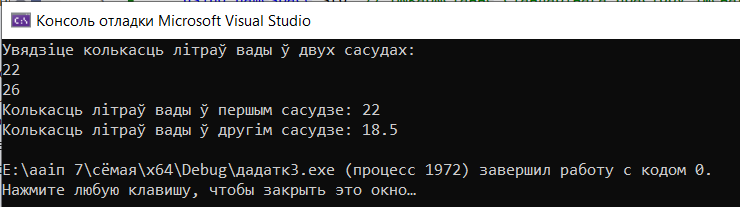 Консоль отладки Microsoft Visual Studio
Увядзіце колькасць літраў вады ў двух сасудах:
22
26
Колькасць літраў вады ў першым сасудзе: 22
Колькасць літраў вады ў другім сасудзе: 18.5
E:\ааіп 7\сёмая\x64\Debug\дадатк3.exe (процесс 1972) завершил работу с кодом 0.
Нажмите любую клавишу, чтобы закрыть это окно…